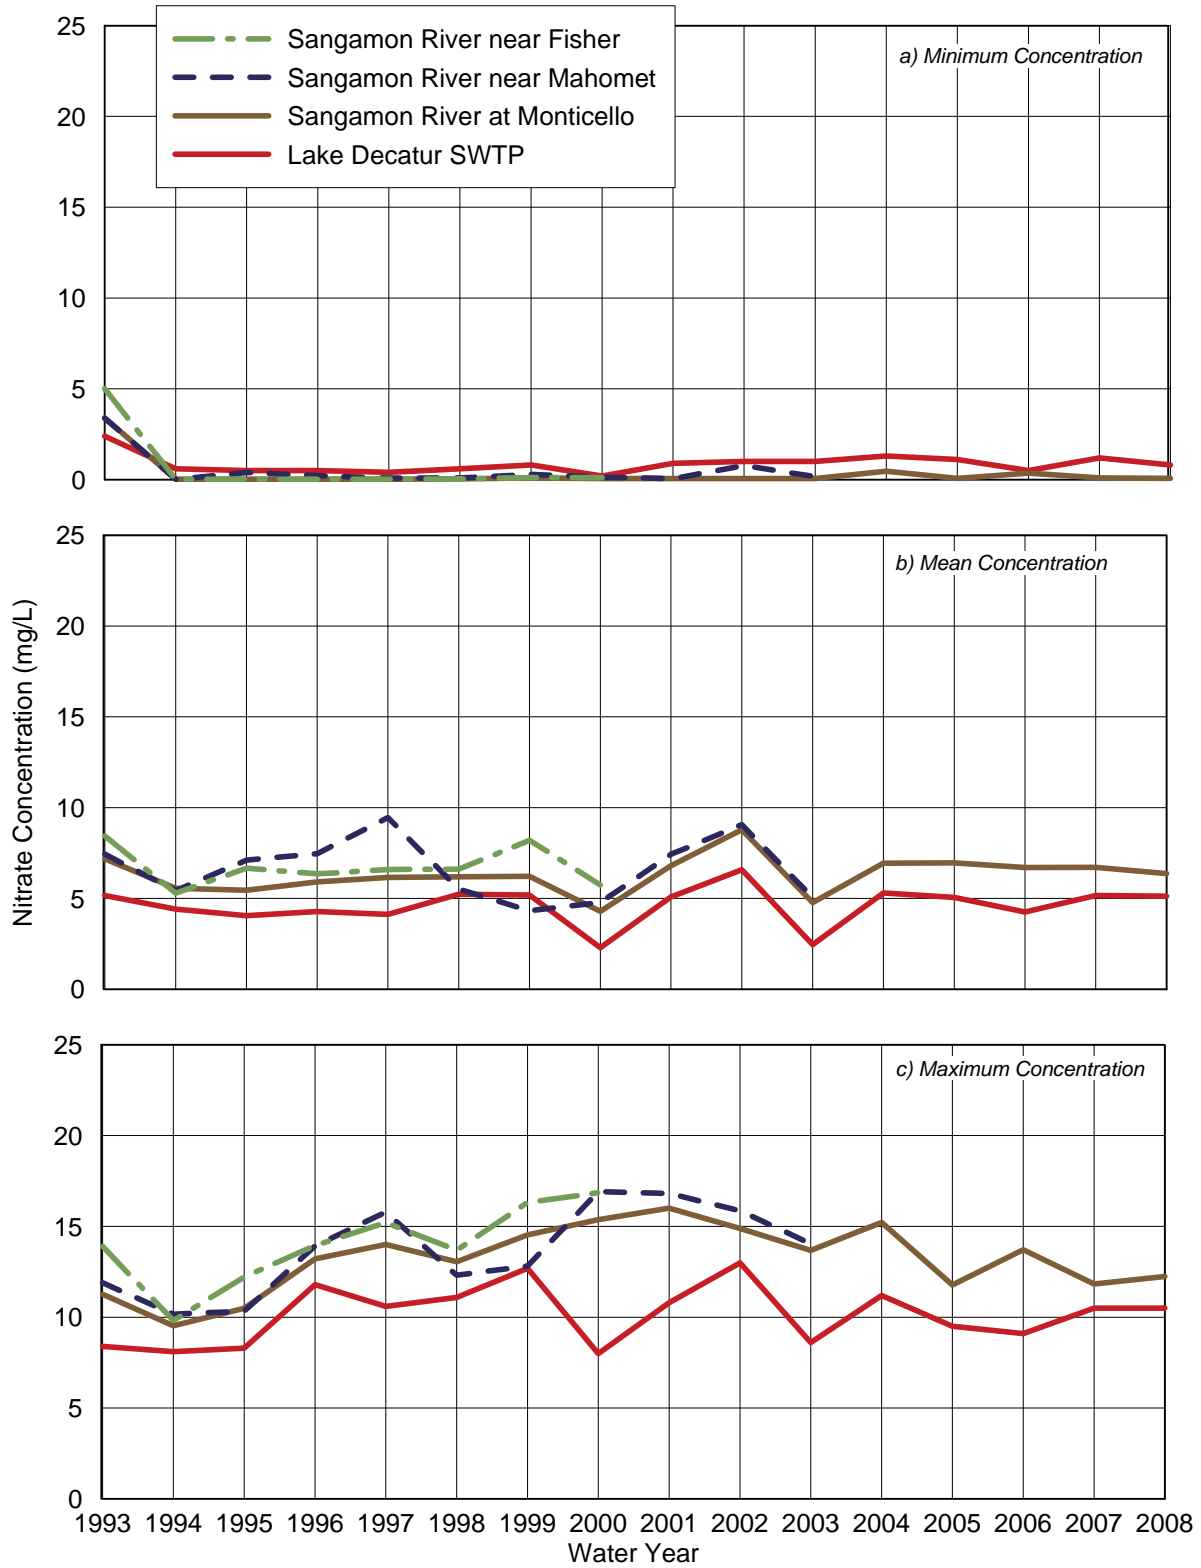 Sangamon River near Fisher
Sangamon River near Mahomet
Sangamon River at Monticello
Lake Decatur SWTP
a) Minimum Concentration
25
20
15
10
5
0
b) Mean Concentration
25
20
15
10
5
0
Nitrate Concentration (mg/L)
c) Maximum Concentration
25
20
15
10
5
0
1993 1994 1995 1996 1997 1998 1999 2000 2001 2002 2003 2004 2005 2006 2007 2008
Water Year